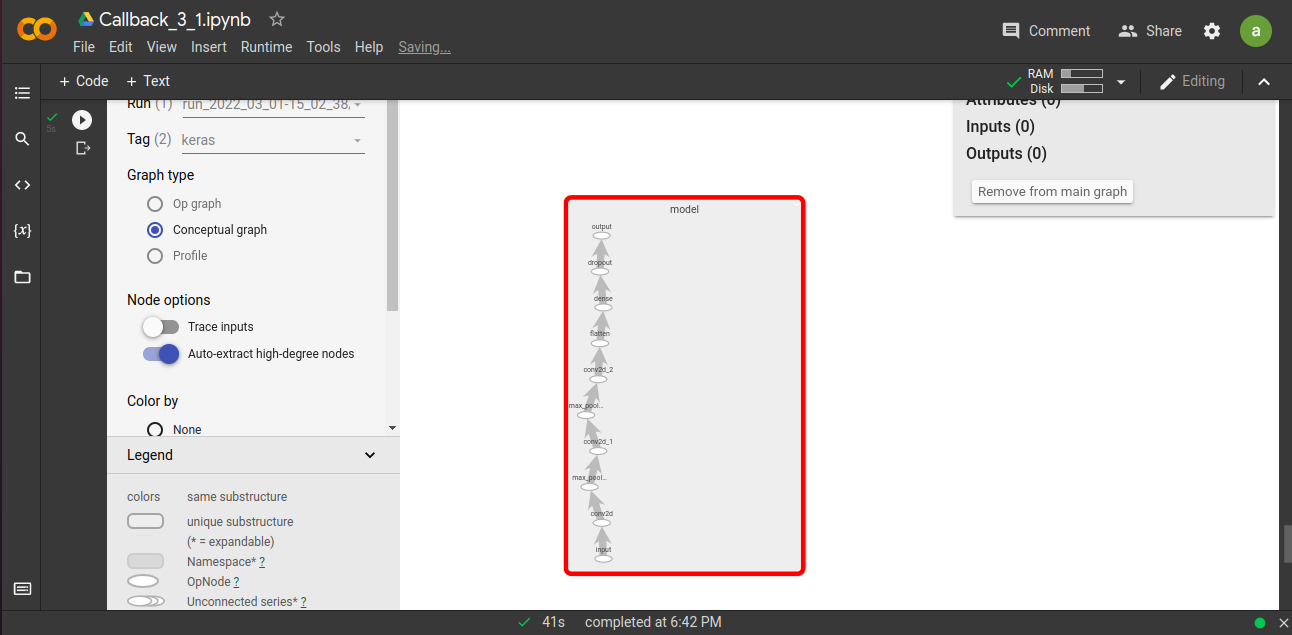 Callback_3_1.ipynb
File Edit View Insert Runtime Tools Help Saving...
Comment Share a
+ Code + Text
RAM
Disk
Editing
5s
Run (1) run_2022_03_01-15_02_38,
Tag (2) keras
Graph type
Op graph
Conceptual graph
Profile
Node options
Trace inputs
Auto-extract high-degree nodes
Color by
None
Legend
colors same substructure
unique substructure
(* = expandable)
Namespace* ?
OpNode ?
Unconnected series* ?
model
output
dropout
dense
flatten
conv2d_2
max_pool...
conv2d_1
max_pool...
conv2d
input
Attributes (0)
Inputs (0)
Outputs (0)
Remove from main graph
{x}
41s completed at 6:42 PM